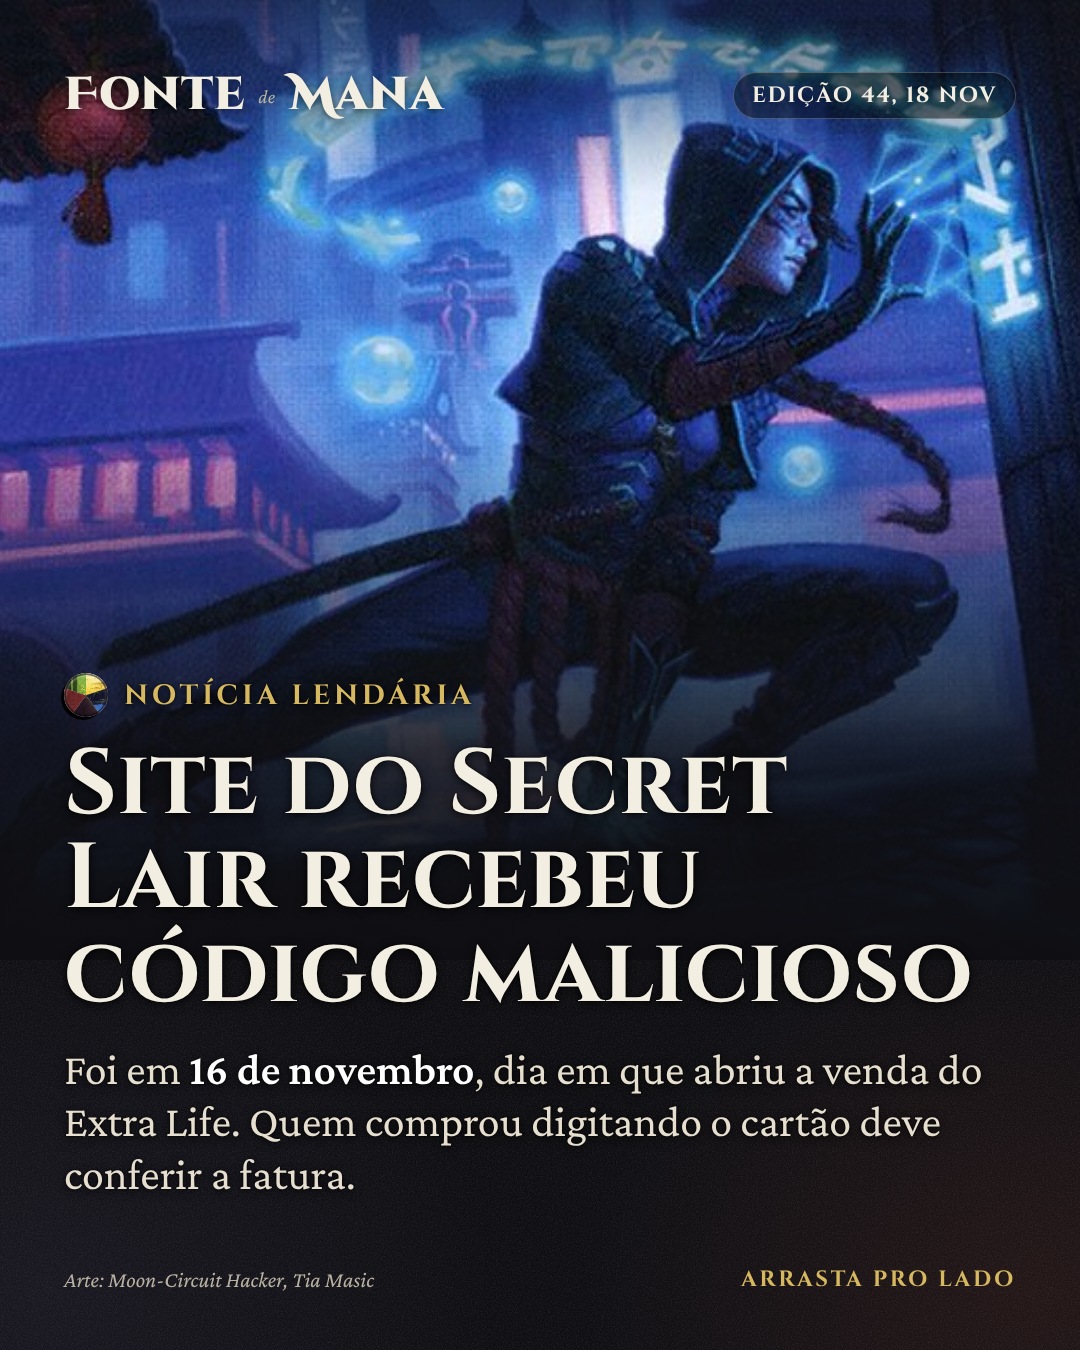 Fonte de Mana
Edição 44, 18 Nov
Notícia Lendária
Site do Secret
Lair recebeu
código malicioso
Foi em 16 de novembro, dia em que abriu a venda do
Extra Life. Quem comprou digitando o cartão deve
conferir a fatura.
Arte: Moon-Circuit Hacker, Tia Masic
Arrasta pro lado